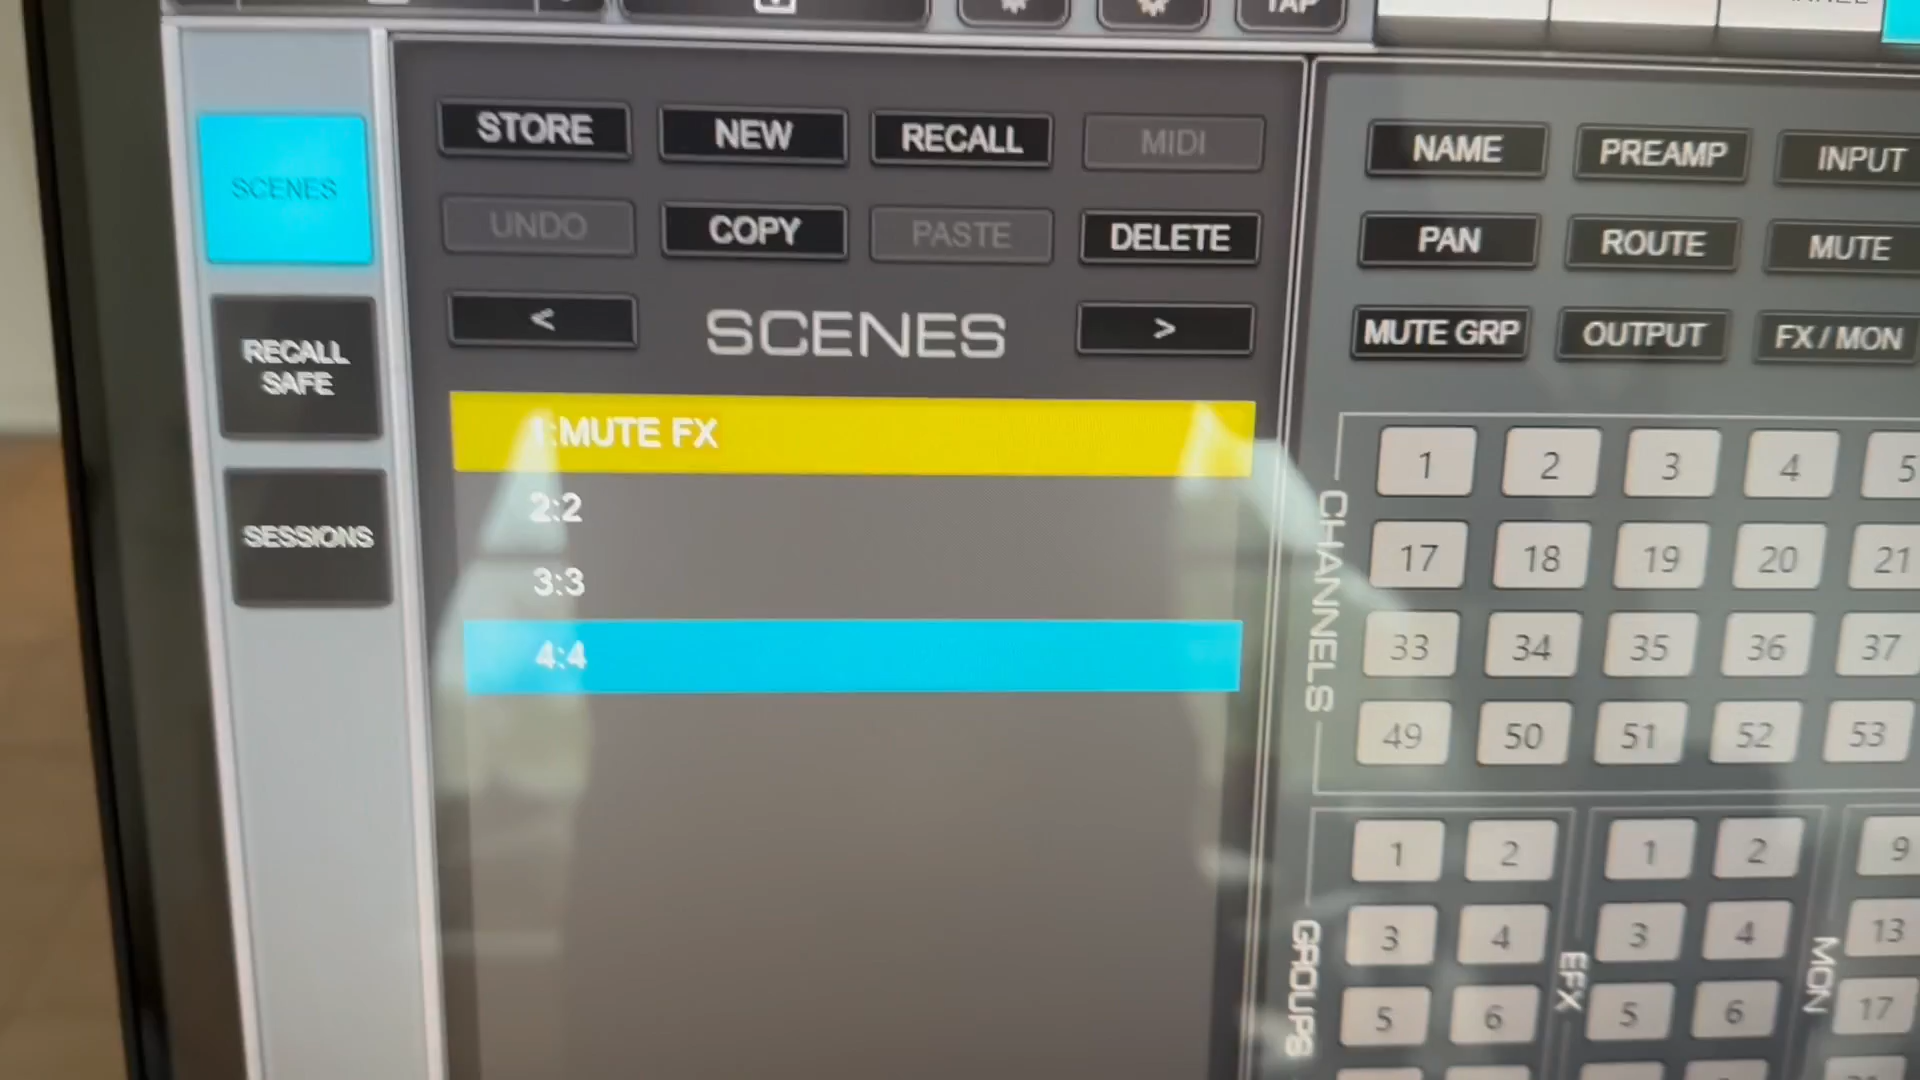 TAP
STORE NEW RECALL MIDI
UNDO COPY PASTE DELETE
< SCENES >
SCENES
RECALL
SAFE
SESSIONS
1:MUTE FX
2:2
3:3
4:4
NAME PREAMP INPUT
PAN ROUTE MUTE
MUTE GRP OUTPUT FX / MON
CHANNELS
1 2 3 4 5
17 18 19 20 21
33 34 35 36 37
49 50 51 52 53
GROUPS
1 2
3 4
5 6
EFX
1 2
3 4
5 6
MON
9
13
17